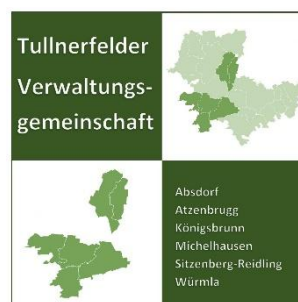 Tullnerfelder
Verwaltungs-
gemeinschaft
Absdorf
Atzenbrugg
Königsbrunn
Michelhausen
Sitzenberg-Reidling
Würmla